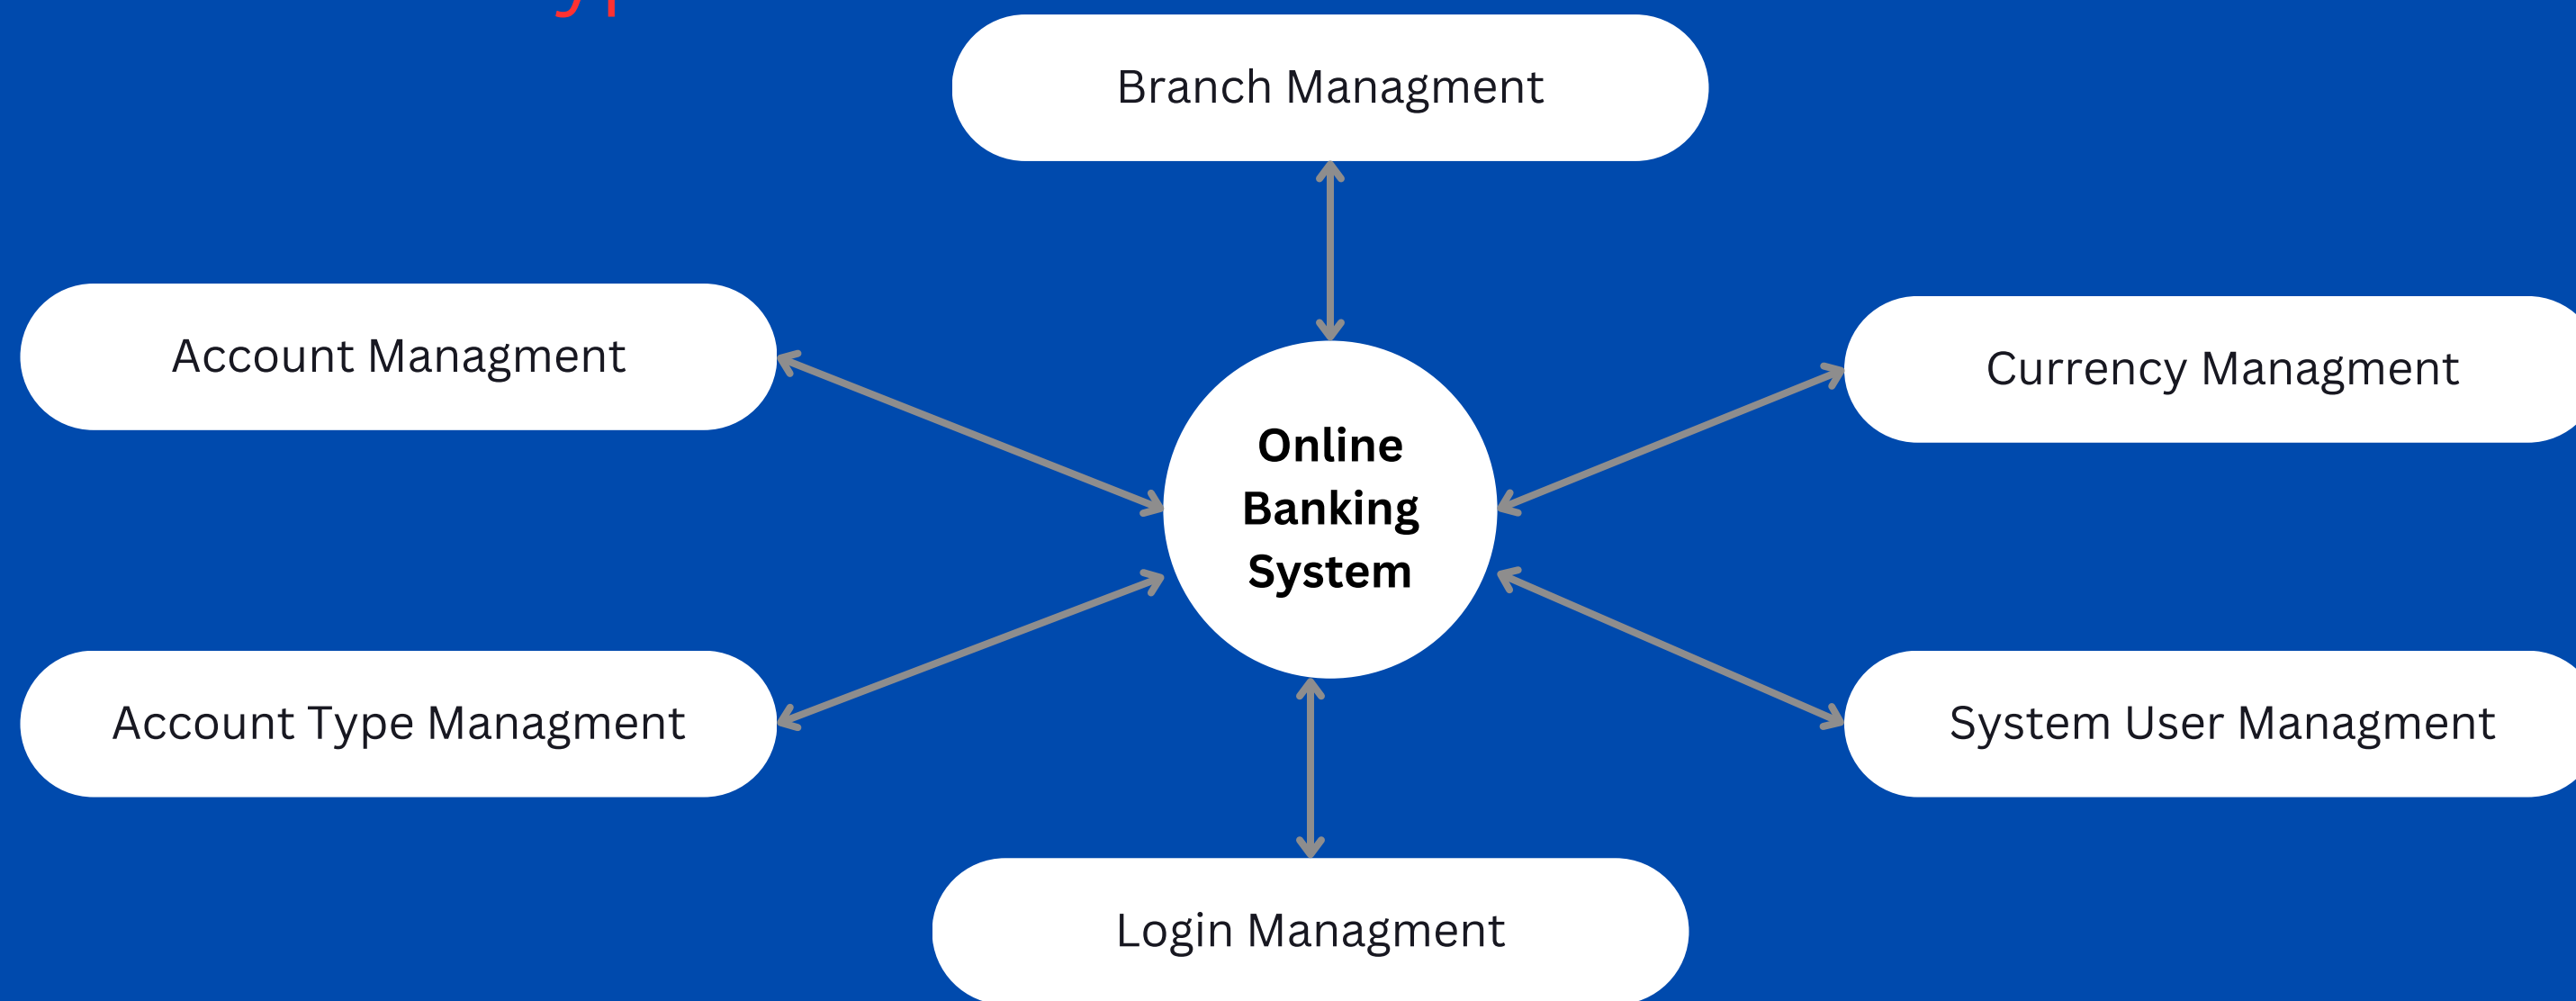 Branch Managment
Account Managment
Currency Managment
Online
Banking
System
Account Type Managment
System User Managment
Login Managment